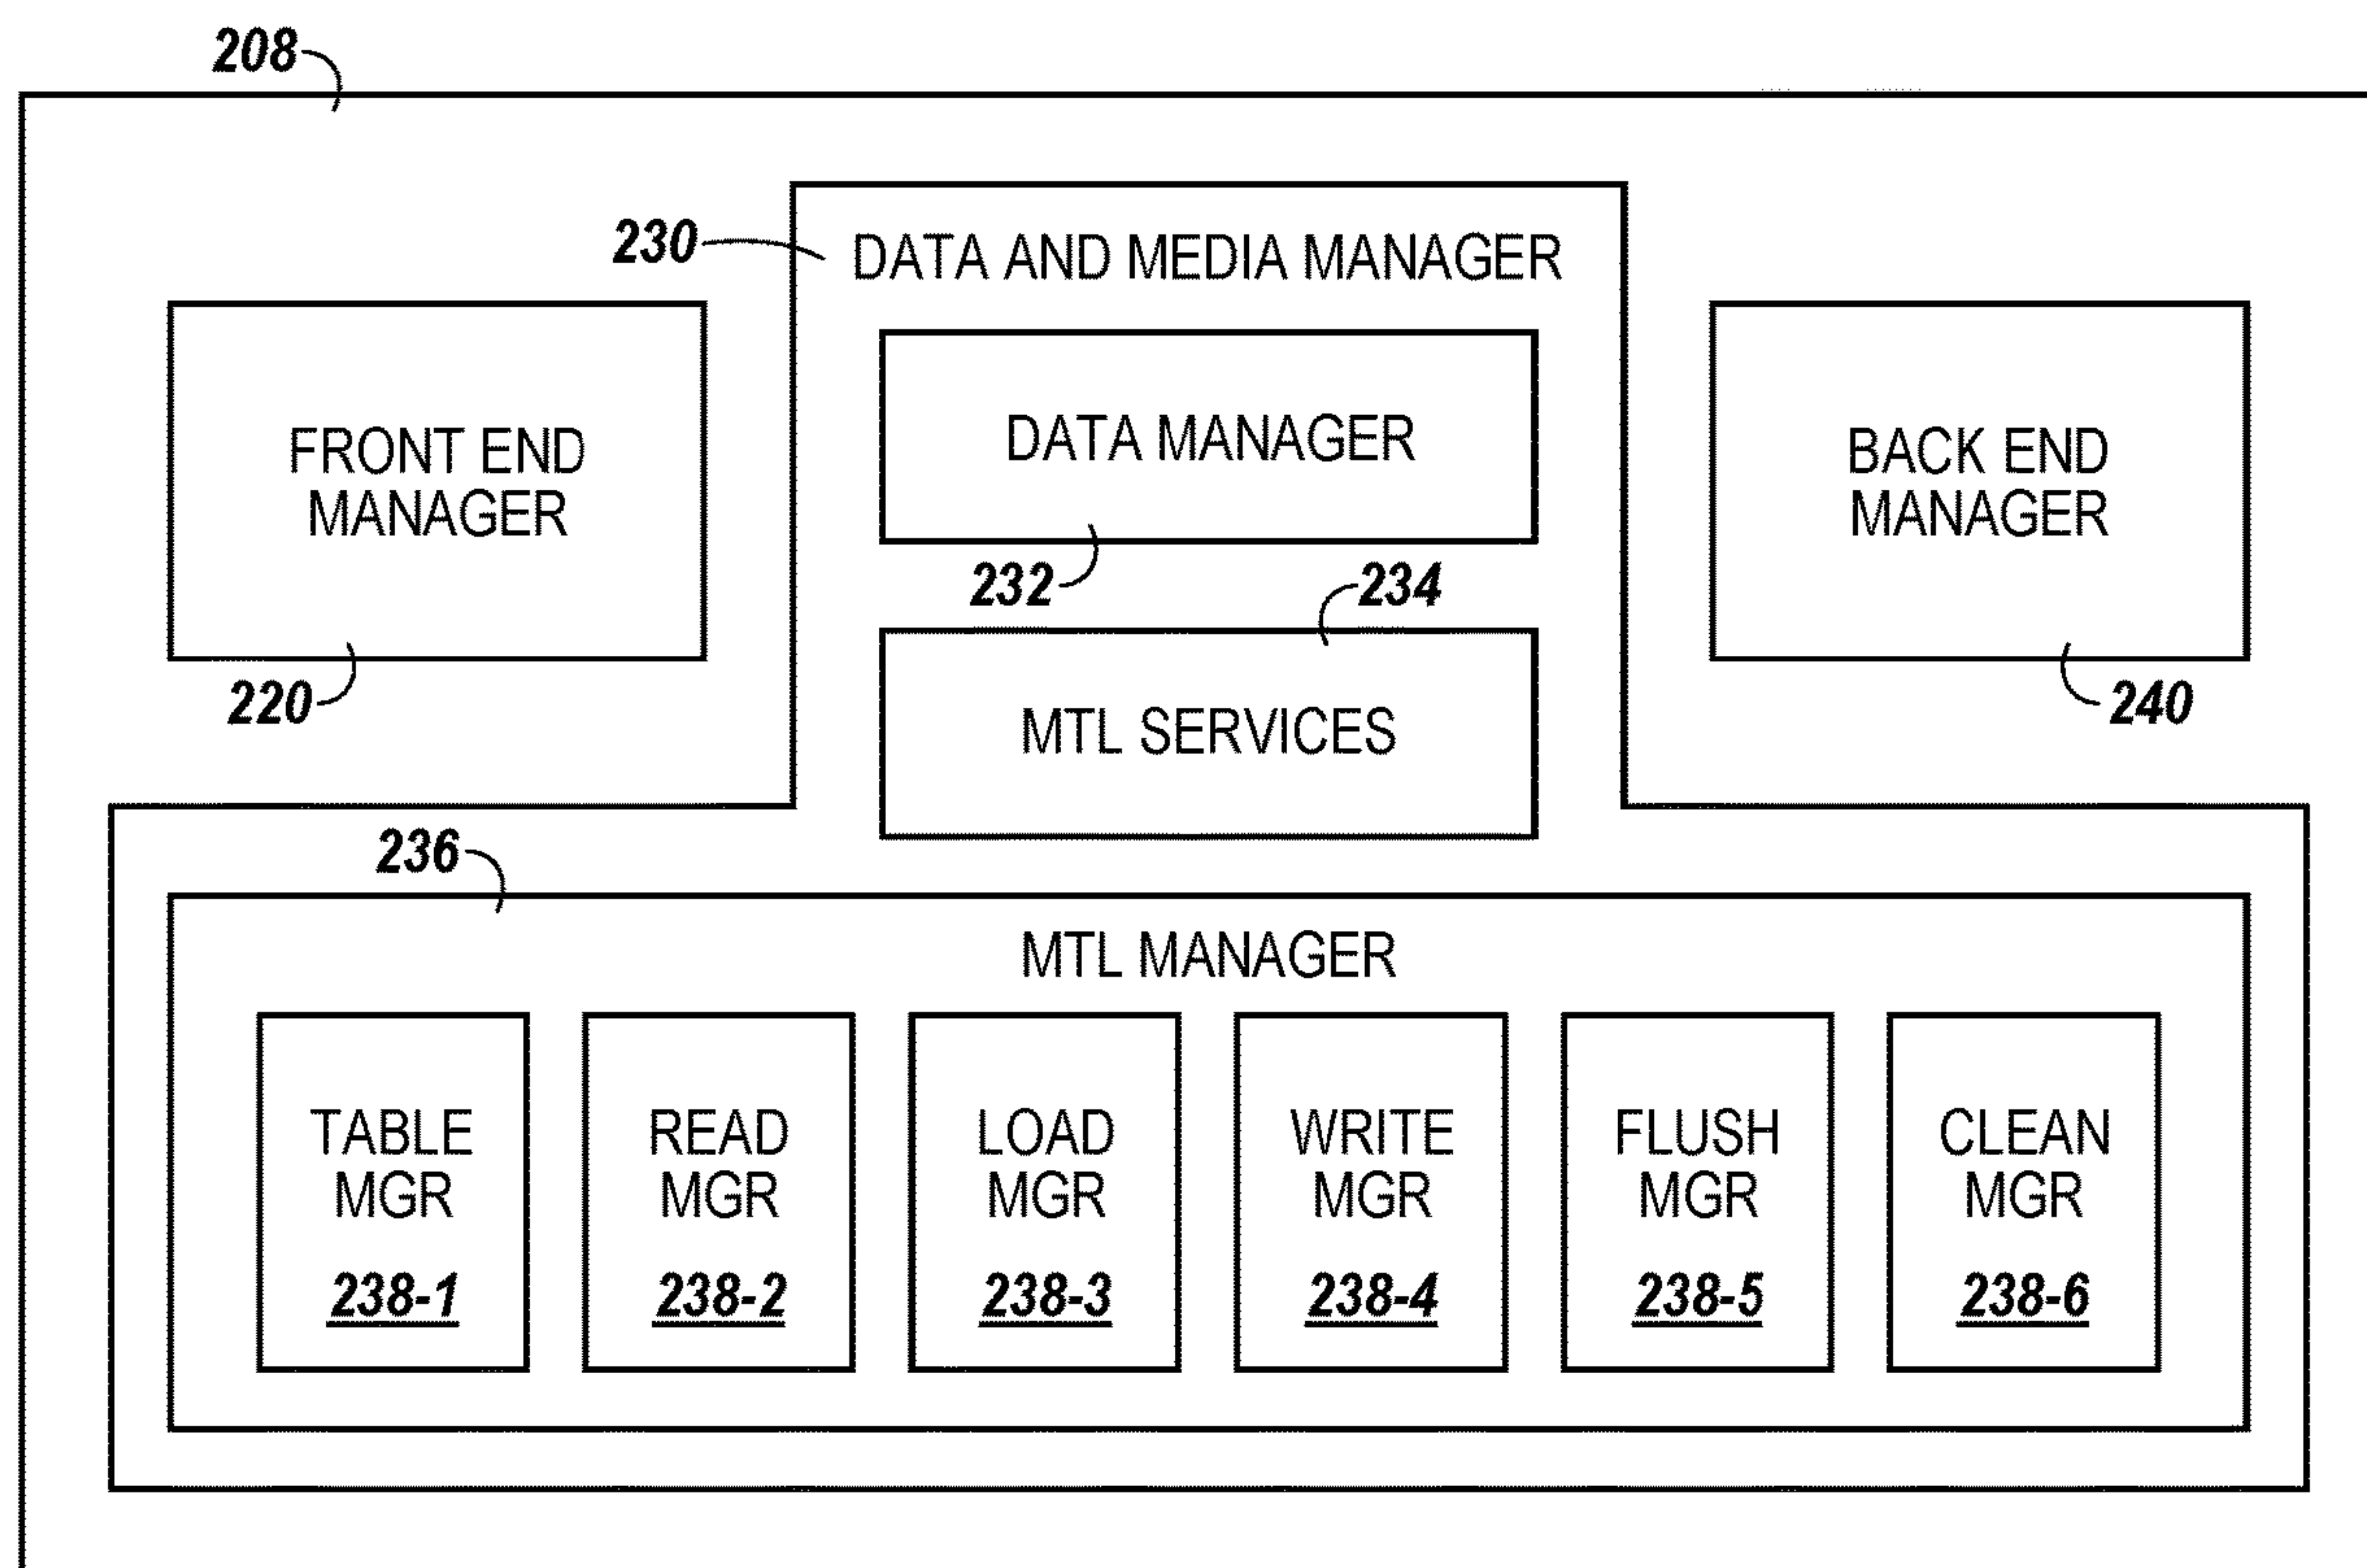 208
230
DATA AND MEDIA MANAGER
FRONT END
MANAGER
220
DATA MANAGER
232
234
MTL SERVICES
BACK END
MANAGER
240
236
MTL MANAGER
TABLE
MGR
238-1
READ
MGR
238-2
LOAD
MGR
238-3
WRITE
MGR
238-4
FLUSH
MGR
238-5
CLEAN
MGR
238-6